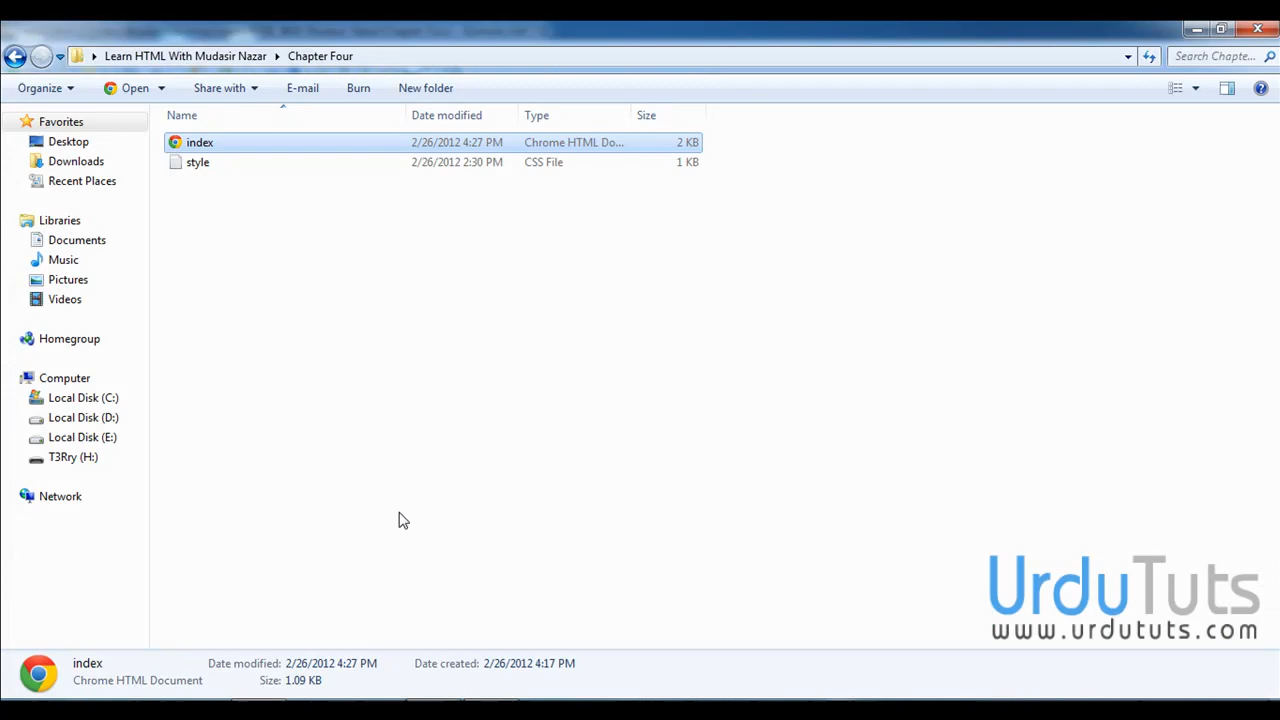 Learn HTML With Mudasir Nazar Chapter Four Search Chapte...
Organize Open Share with E-mail Burn New folder
Name Date modified Type Size
Favorites
Desktop
Downloads
Recent Places
Libraries
Documents
Music
Pictures
Videos
Homegroup
Computer
Local Disk (C:)
Local Disk (D:)
Local Disk (E:)
T3Rry (H:)
Network
index 2/26/2012 4:27 PM Chrome HTML Do... 2 KB
style 2/26/2012 2:30 PM CSS File 1 KB
UrduTuts
www.urdututs.com
index Date modified: 2/26/2012 4:27 PM Date created: 2/26/2012 4:17 PM
Chrome HTML Document Size: 1.09 KB